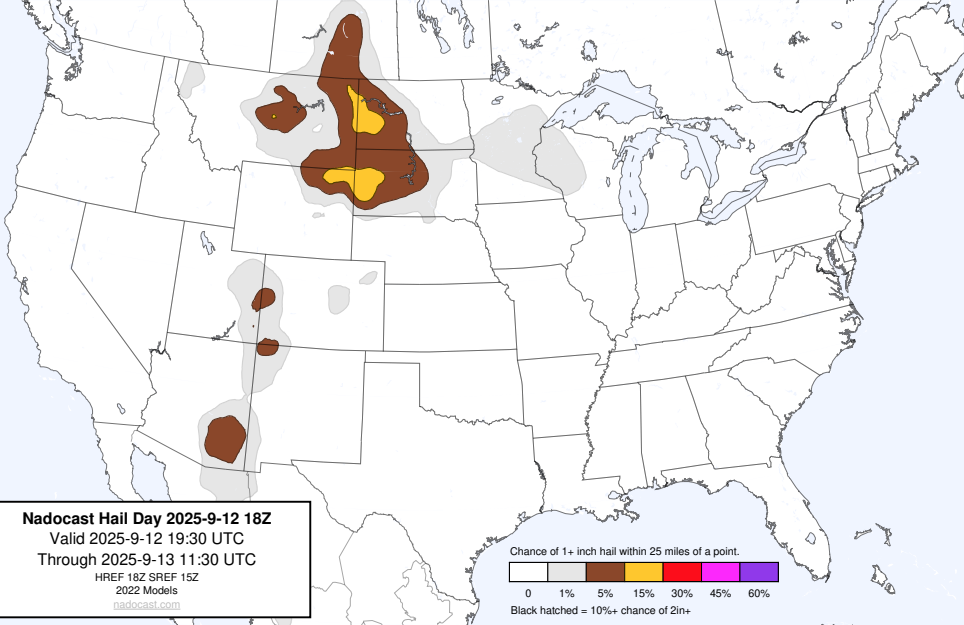 Nadocast Hail Day 2025-9-12 18Z
Valid 2025-9-12 19:30 UTC
Through 2025-9-13 11:30 UTC
HREF 18Z SREF 15Z
2022 Models
nadocast.com
Chance of 1+ inch hail within 25 miles of a point.
0 1% 5% 15% 30% 45% 60%
Black hatched = 10%+ chance of 2in+